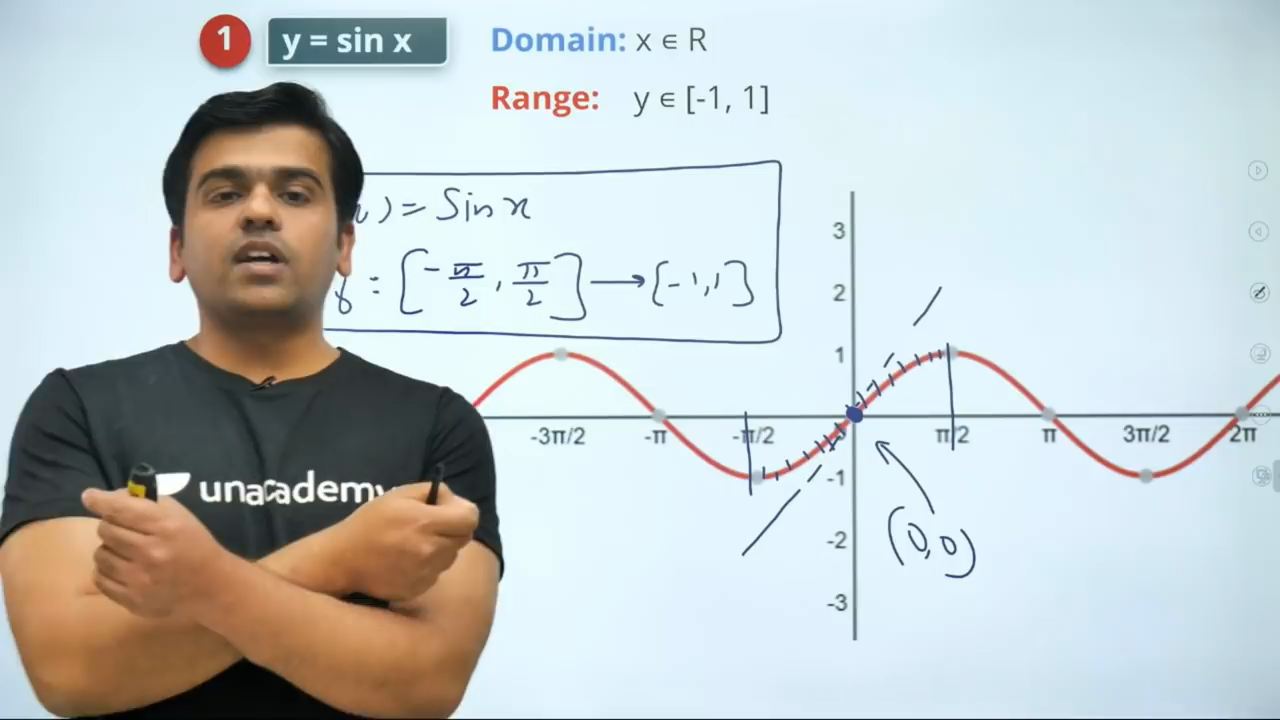 1 y = sin x Domain: x ∈ R
Range: y ∈ [-1, 1]
) = Sin x
: [-π/2, π/2] → [-1, 1]
3
2
1
-3π/2 -π -π/2 π/2 π 3π/2 2π
-1
unacademy
-2
(0,0)
-3